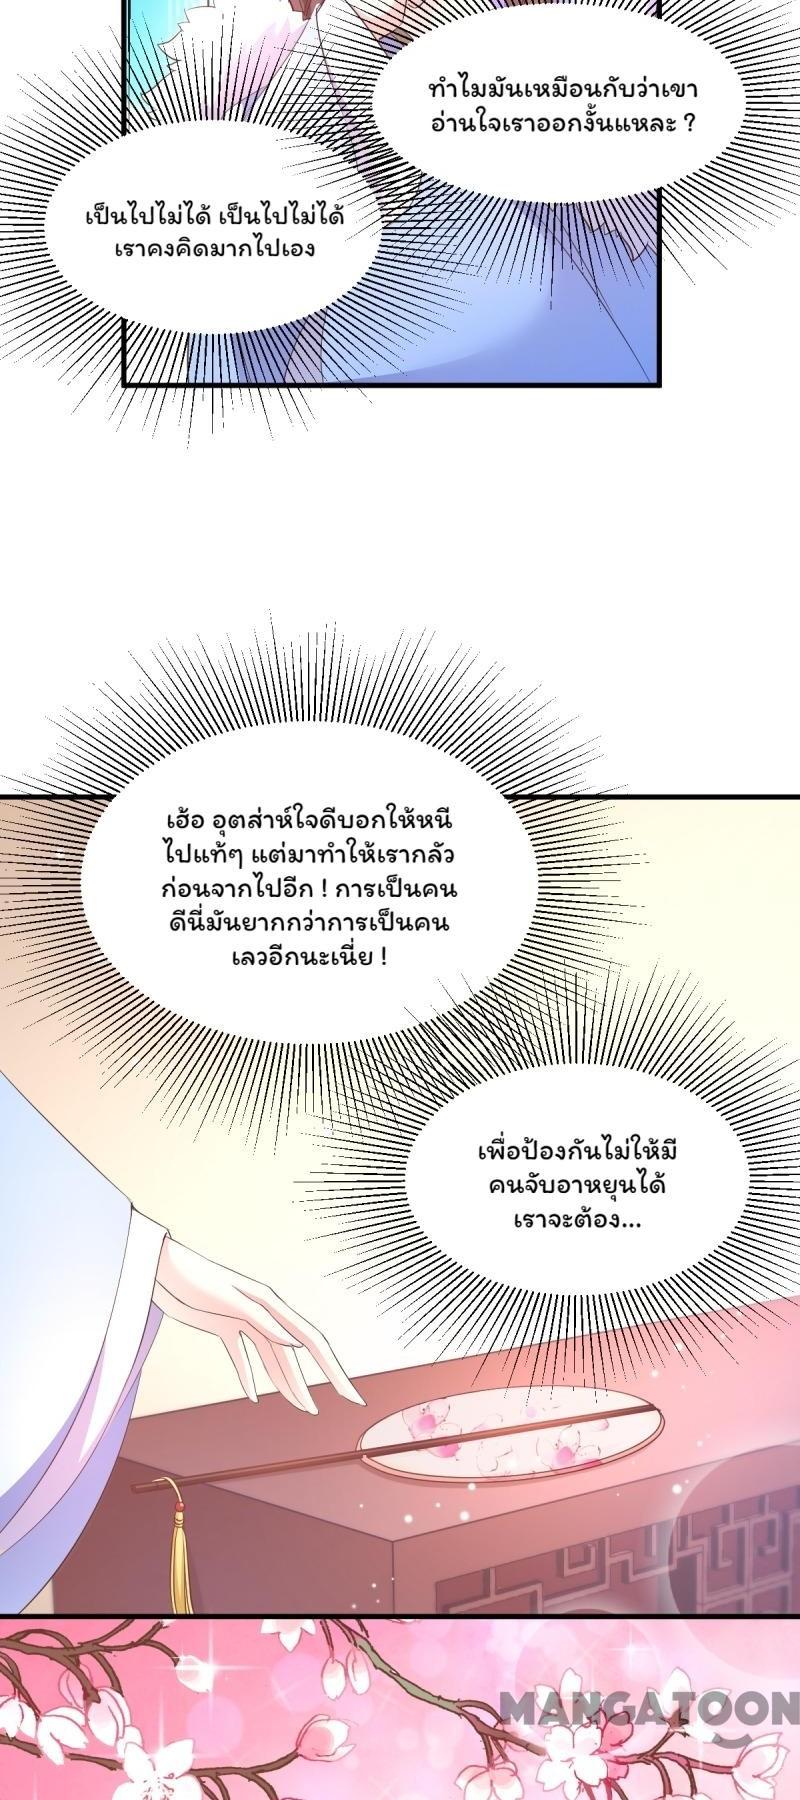 ทำไมมันเหมือนกับว่าเขา
อ่านใจเราออกงั้นแหละ ?
เป็นไปไม่ได้ เป็นไปไม่ได้
เราคงคิดมากไปเอง
เฮ้อ อุตส่าห์ใจดีบอกให้หนี
ไปแท้ๆ แต่มาทำให้เรากลัว
ก่อนจากไปอีก ! การเป็นคน
ดีนี่มันยากกว่าการเป็นคน
เลวอีกนะเนี่ย !
เพื่อป้องกันไม่ให้มี
คนจับอาหยุนได้
เราจะต้อง...
MANGATOON